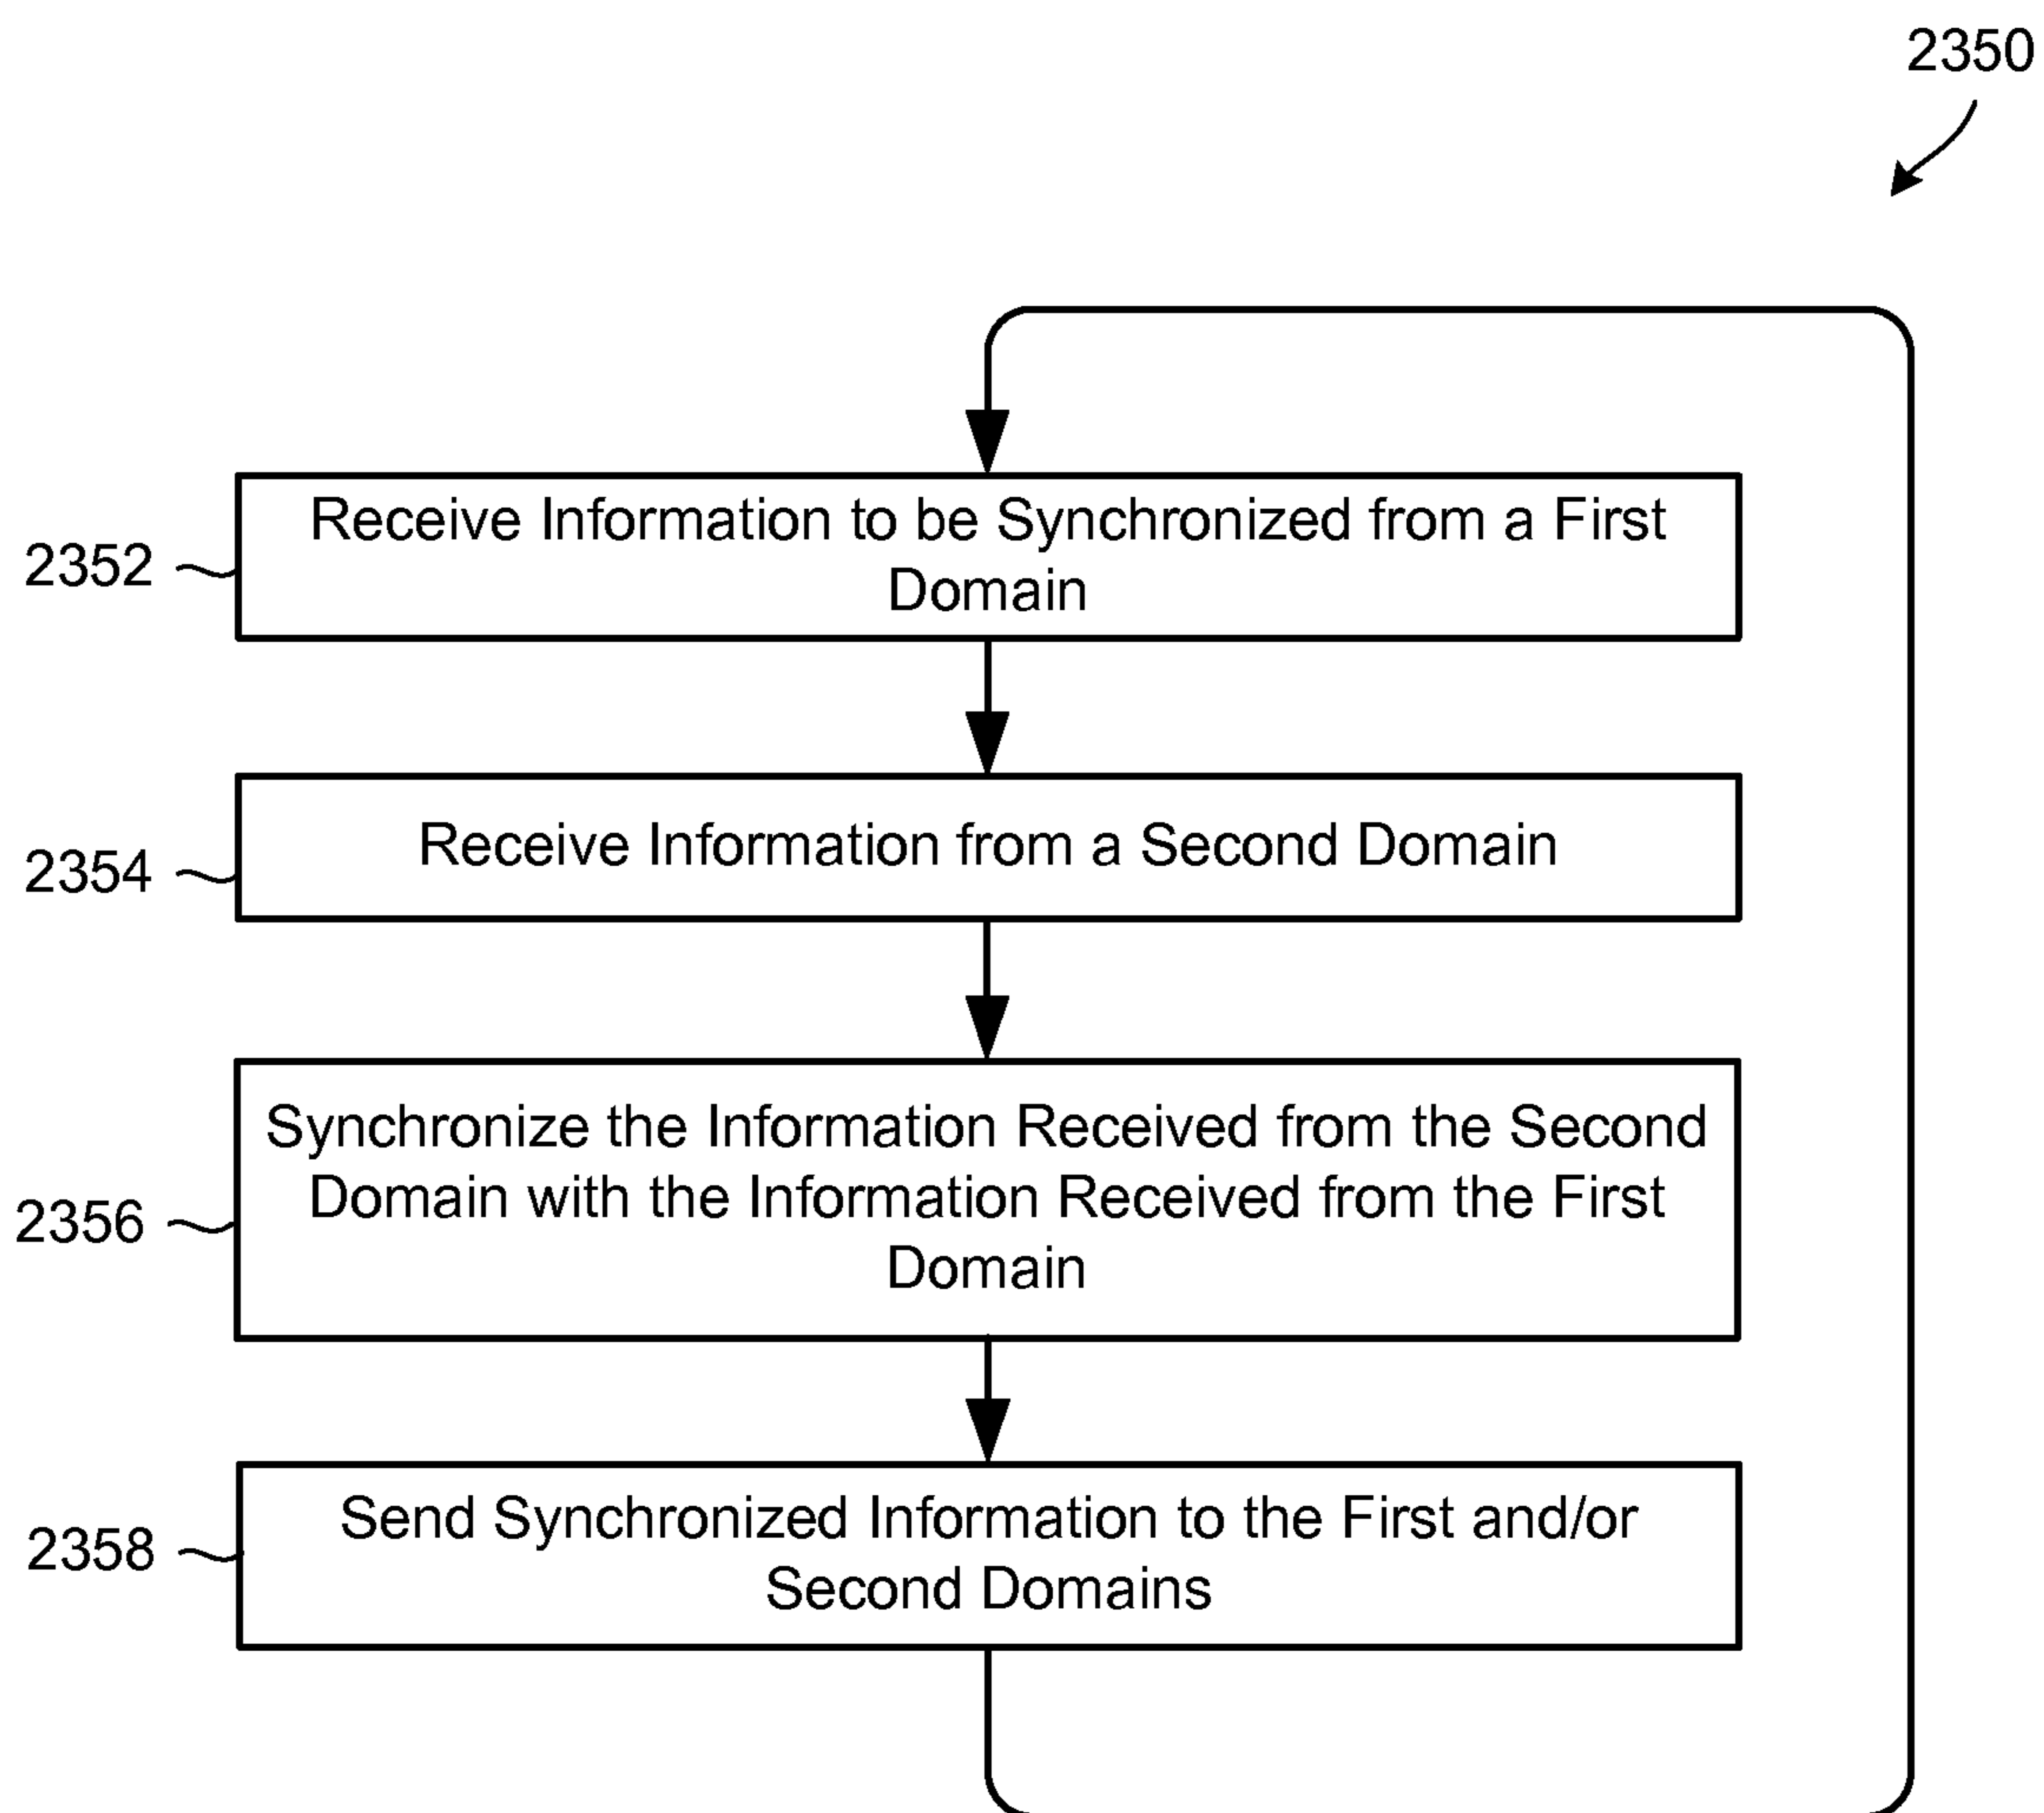 2350
Receive Information to be Synchronized from a First
Domain
2352
Receive Information from a Second Domain
2354
Synchronize the Information Received from the Second
Domain with the Information Received from the First
Domain
2356
Send Synchronized Information to the First and/or
Second Domains
2358